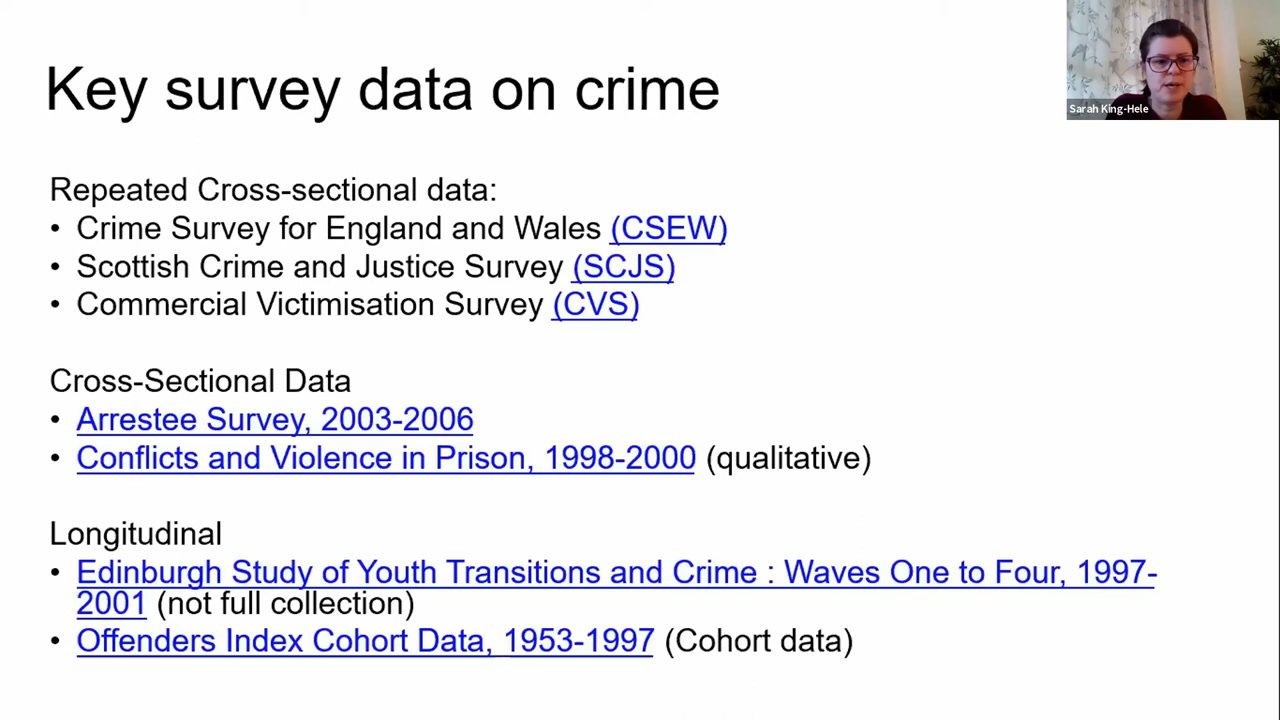 Key survey data on crime
Sarah King-Hele
Repeated Cross-sectional data:
• Crime Survey for England and Wales (CSEW)
• Scottish Crime and Justice Survey (SCJS)
• Commercial Victimisation Survey (CVS)
Cross-Sectional Data
• Arrestee Survey, 2003-2006
• Conflicts and Violence in Prison, 1998-2000 (qualitative)
Longitudinal
• Edinburgh Study of Youth Transitions and Crime : Waves One to Four, 1997-
2001 (not full collection)
• Offenders Index Cohort Data, 1953-1997 (Cohort data)